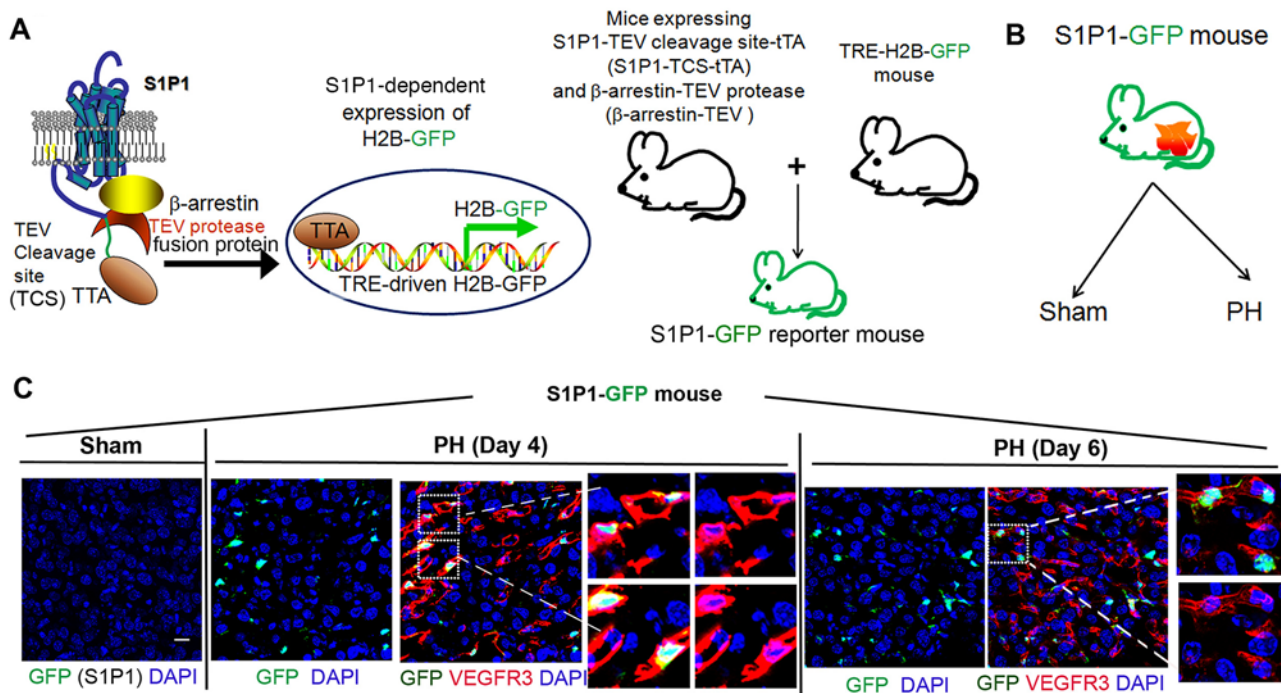 A
S1P1
β-arrestin
TEV protease
fusion protein
TEV
Cleavage
site
(TCS)
TTA
S1P1-dependent
expression of
H2B-GFP
TTA
H2B-GFP
TRE-driven H2B-GFP
Mice expressing
S1P1-TEV cleavage site-tTA
(S1P1-TCS-tTA)
and β-arrestin-TEV protease
(β-arrestin-TEV )
TRE-H2B-GFP
mouse
+
S1P1-GFP reporter mouse
B
S1P1-GFP mouse
Sham
PH
C
S1P1-GFP mouse
Sham
PH (Day 4)
PH (Day 6)
GFP (S1P1) DAPI
GFP DAPI
GFP VEGFR3 DAPI
GFP DAPI
GFP VEGFR3 DAPI